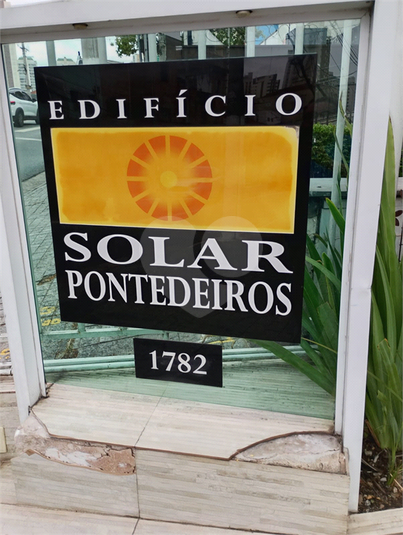 EDIFÍCIO
SOLAR
PONTEDEIROS
1782